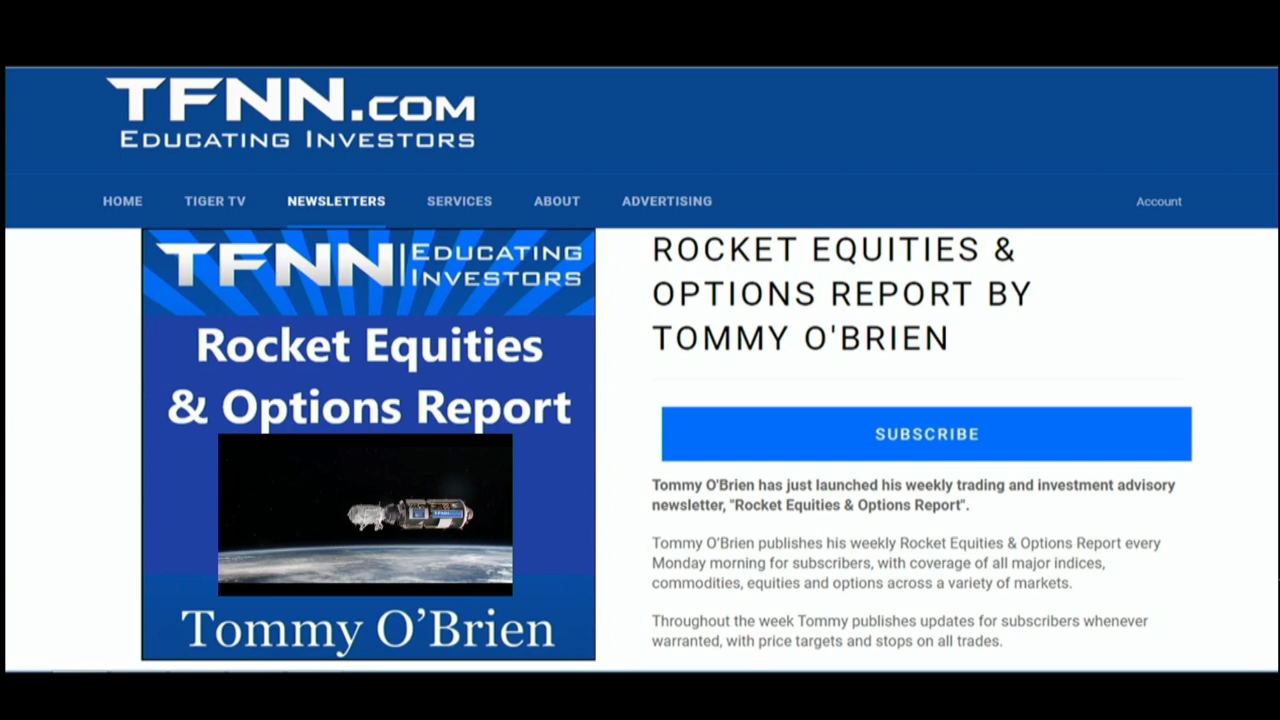 TFNN.COM
EDUCATING INVESTORS
HOME
TIGER TV
NEWSLETTERS
SERVICES
ABOUT
ADVERTISING
Account
TFNN
EDUCATING
INVESTORS
Rocket Equities
& Options Report
TFNN
Tommy O’Brien
ROCKET EQUITIES &
OPTIONS REPORT BY
TOMMY O'BRIEN
SUBSCRIBE
Tommy O'Brien has just launched his weekly trading and investment advisory
newsletter, "Rocket Equities & Options Report".
Tommy O'Brien publishes his weekly Rocket Equities & Options Report every
Monday morning for subscribers, with coverage of all major indices,
commodities, equities and options across a variety of markets.
Throughout the week Tommy publishes updates for subscribers whenever
warranted, with price targets and stops on all trades.